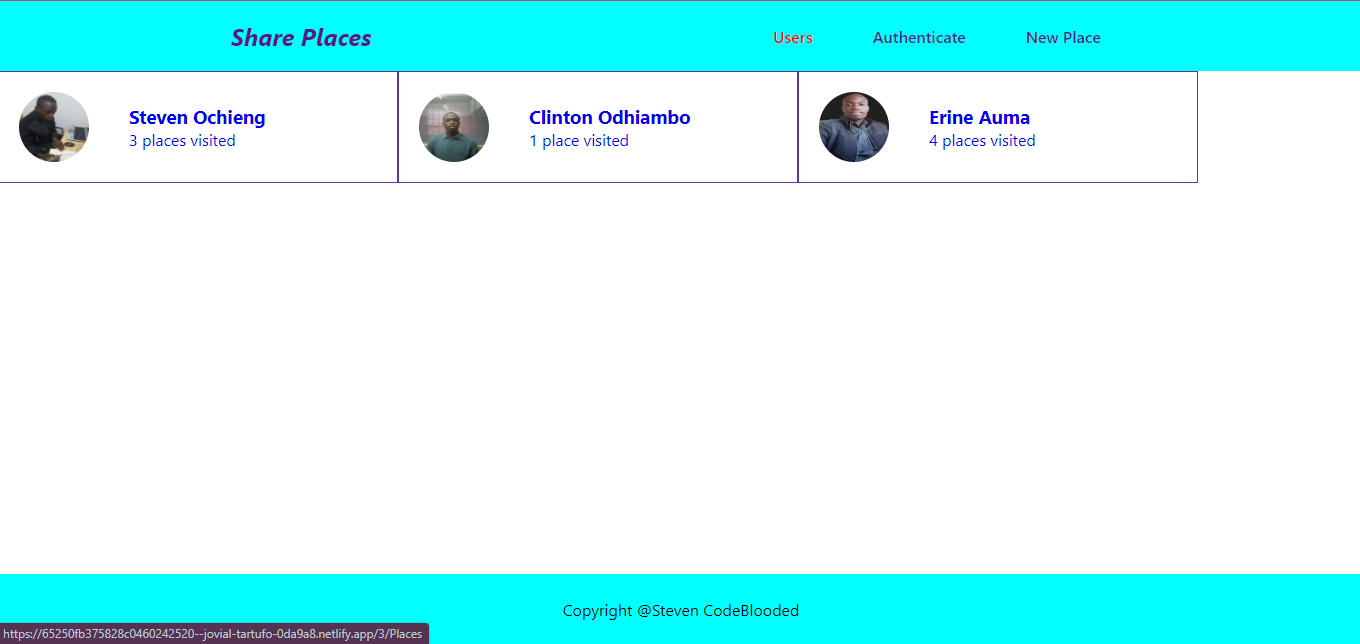 Share Places
Users
Authenticate
New Place
Steven Ochieng
3 places visited
Clinton Odhiambo
1 place visited
Erine Auma
4 places visited
Copyright @Steven CodeBlooded
https://65250fb375828c0460242520--jovial-tartufo-0da9a8.netlify.app/3/Places